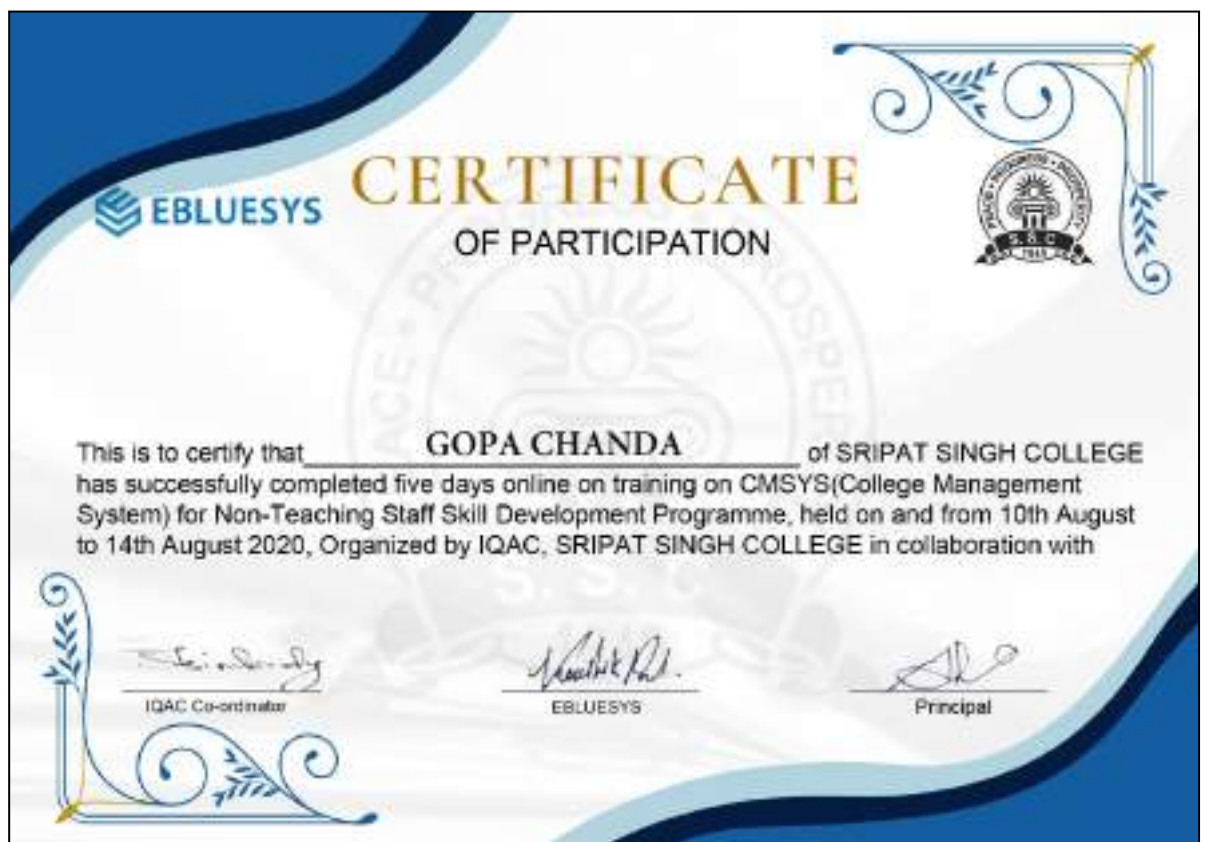 CERTIFICATE
EBLUESYS
OF PARTICIPATION
PROGRESS • PROSPERITY
S. S. C
1949
This is to certify that GOPA CHANDA of SRIPAT SINGH COLLEGE
has successfully completed five days online on training on CMSYS(College Management
System) for Non-Teaching Staff Skill Development Programme, held on and from 10th August
to 14th August 2020, Organized by IQAC, SRIPAT SINGH COLLEGE in collaboration with
S. S. C
IQAC Co-ordinator
EBLUESYS
Principal